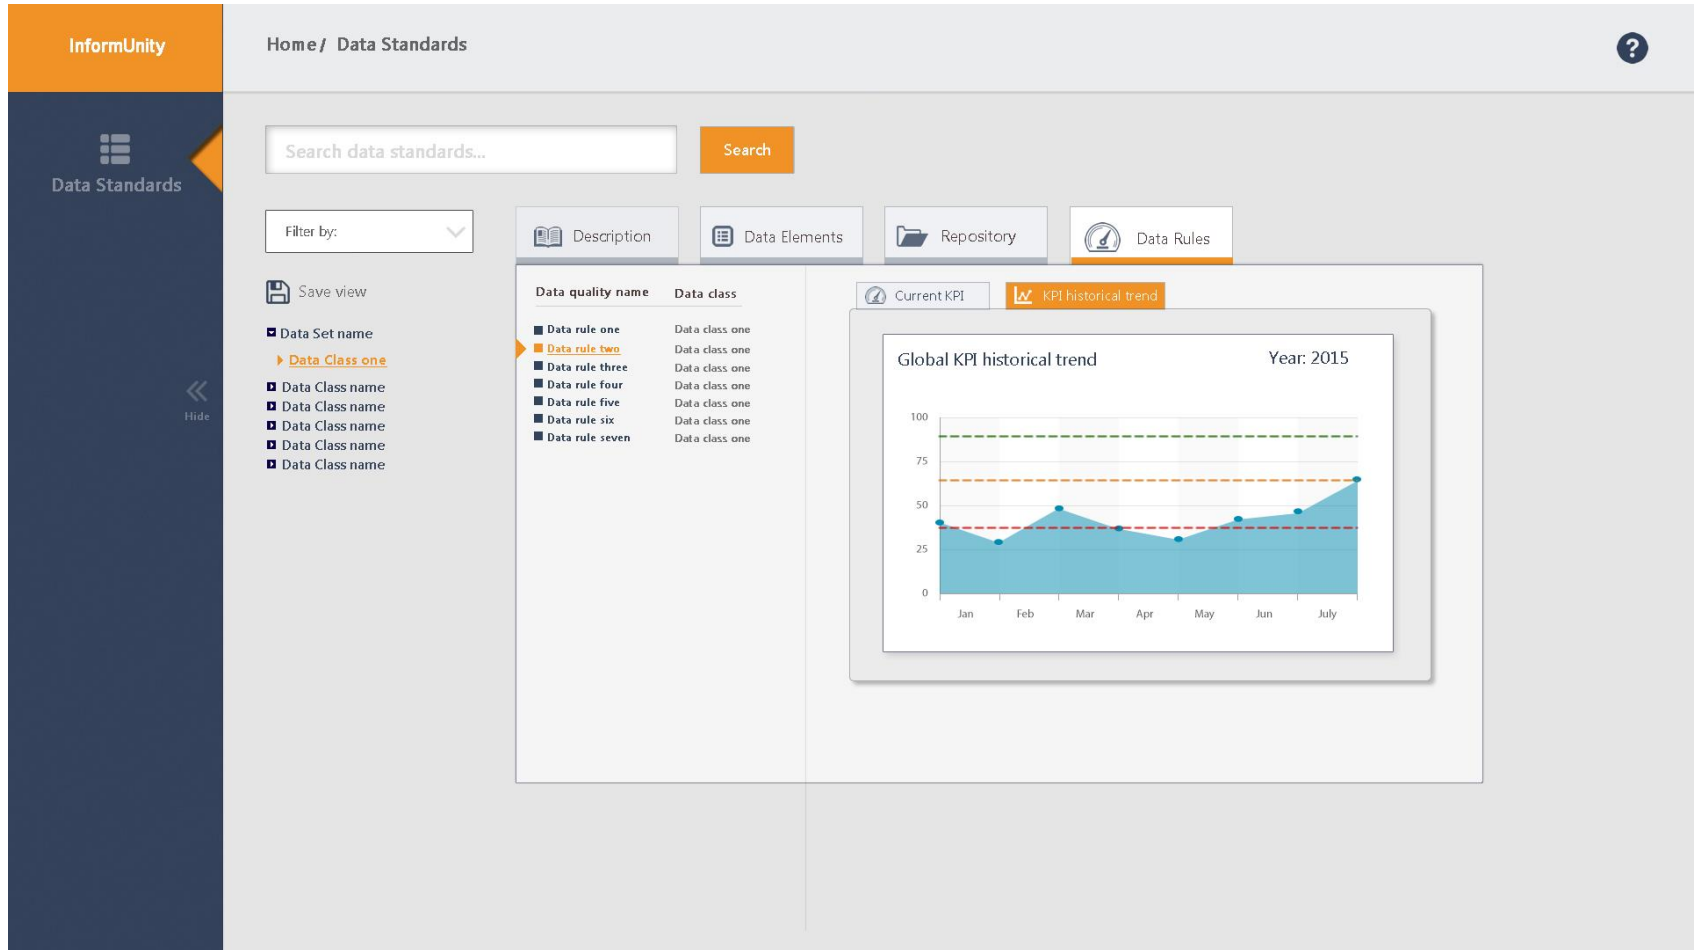 InformUnity
Home / Data Standards
Data Standards
Hide
Search data standards...
Search
Filter by:
Save view
Data Set name
Data Class one
Data Class name
Data Class name
Data Class name
Data Class name
Data Class name
Description
Data Elements
Repository
Data Rules
Data quality name Data class
Data rule one Data class one
Data rule two Data class one
Data rule three Data class one
Data rule four Data class one
Data rule five Data class one
Data rule six Data class one
Data rule seven Data class one
Current KPI
KPI historical trend
Global KPI historical trend Year: 2015
100
75
50
25
0
Jan Feb Mar Apr May Jun July
?